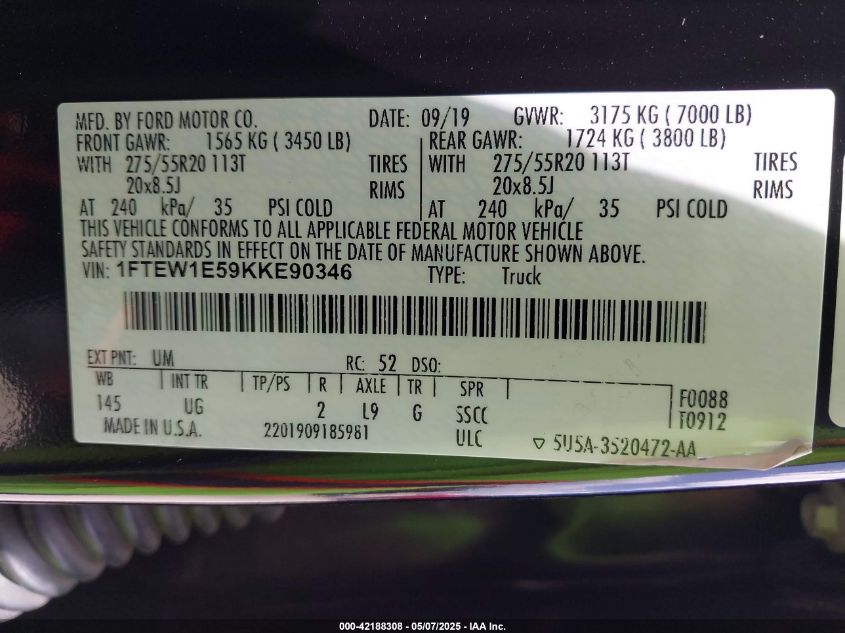 MFD. BY FORD MOTOR CO. DATE: 09/19 GVWR: 3175 KG ( 7000 LB)
FRONT GAWR: 1565 KG ( 3450 LB) REAR GAWR: 1724 KG ( 3800 LB)
WITH 275/55R20 113T TIRES WITH 275/55R20 113T TIRES
20x8.5J RIMS 20x8.5J RIMS
AT 240 kPa/ 35 PSI COLD AT 240 kPa/ 35 PSI COLD
THIS VEHICLE CONFORMS TO ALL APPLICABLE FEDERAL MOTOR VEHICLE
SAFETY STANDARDS IN EFFECT ON THE DATE OF MANUFACTURE SHOWN ABOVE.
VIN: 1FTEW1E59KKE90346 TYPE: Truck
EXT PNT: UM RC: 52 DSO:
WB INT TR TP/PS R AXLE TR SPR F0088
145 UG 2 L9 G SSCC T0912
MADE IN U.S.A. 2201909185981 ULC ▽ 5U5A-3520472-AA
000-42188308 - 05/07/2025 - IAA Inc.